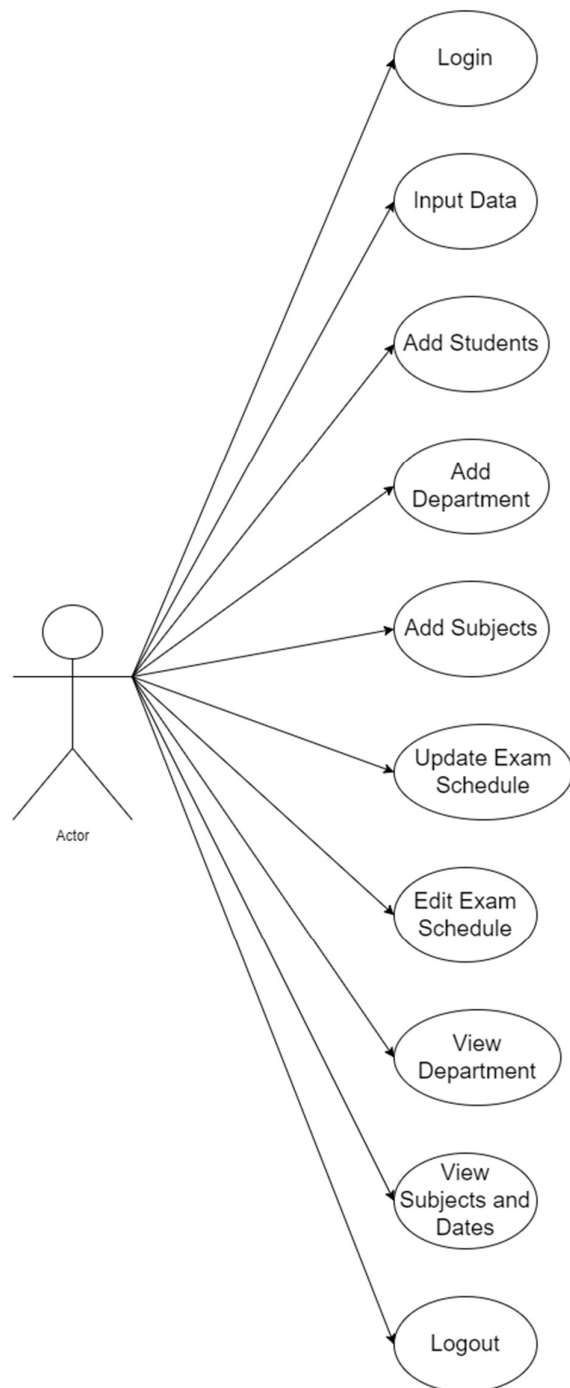 Login
Input Data
Add Students
Add
Department
Add Subjects
Actor
Update Exam
Schedule
Edit Exam
Schedule
View
Department
View
Subjects and
Dates
Logout